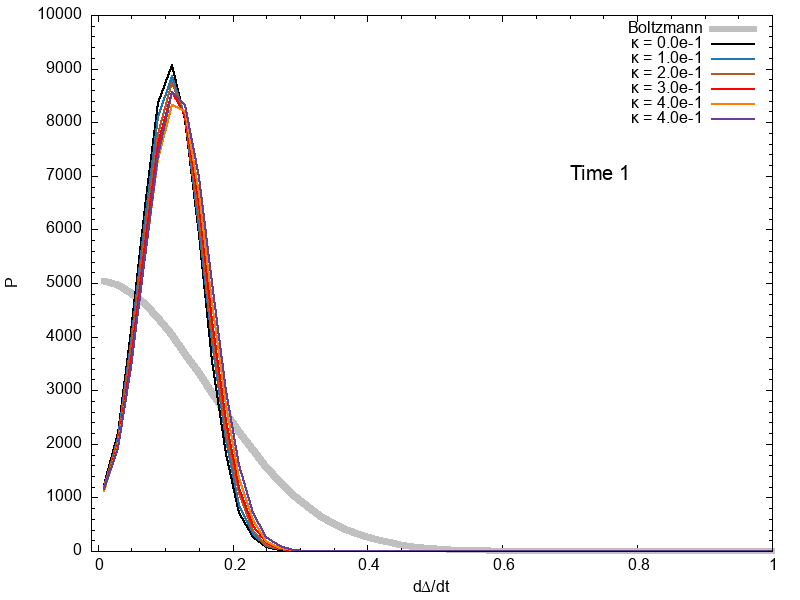 10000
9000
8000
7000
6000
5000
4000
3000
2000
1000
0
P
Boltzmann
κ = 0.0e-1
κ = 1.0e-1
κ = 2.0e-1
κ = 3.0e-1
κ = 4.0e-1
κ = 4.0e-1
Time 1
0 0.2 0.4 0.6 0.8 1
dΔ/dt